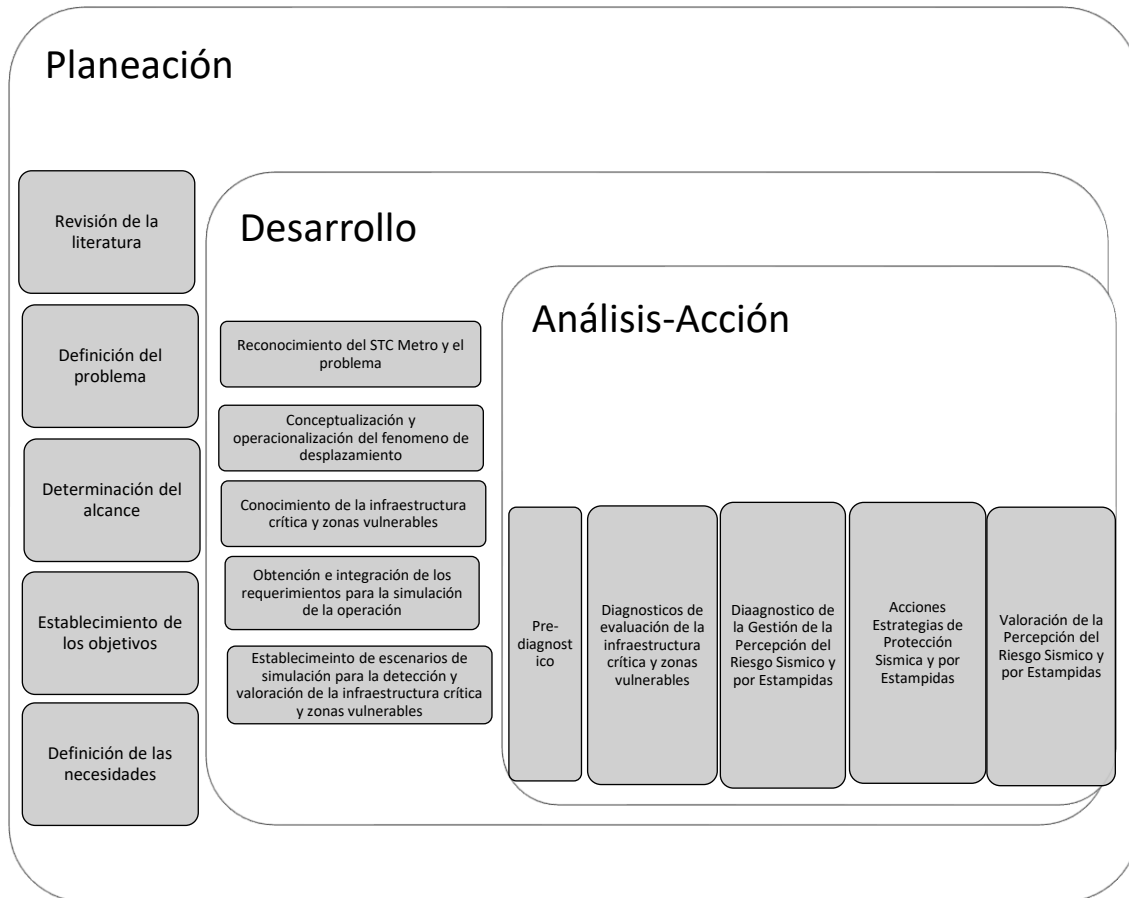 Planeación
Revisión de la
literatura
Definición del
problema
Determinación del
alcance
Establecimiento de
los objetivos
Definición de las
necesidades
Desarrollo
Reconocimiento del STC Metro y el
problema
Conceptualización y
operacionalización del fenomeno de
desplazamiento
Conocimiento de la infraestructura
crítica y zonas vulnerables
Obtención e integración de los
requerimientos para la simulación
de la operación
Establecimeinto de escenarios de
simulación para la detección y
valoración de la infraestructura crítica
y zonas vulnerables
Análisis-Acción
Pre-
diagnost
ico
Diagnosticos de
evaluación de la
infraestructura
crítica y zonas
vulnerables
Diaagnostico de
la Gestión de la
Percepción del
Riesgo Sismico y
por Estampidas
Acciones
Estrategias de
Protección
Sismica y por
Estampidas
Valoración de la
Percepción del
Riesgo Sismico y
por Estampidas